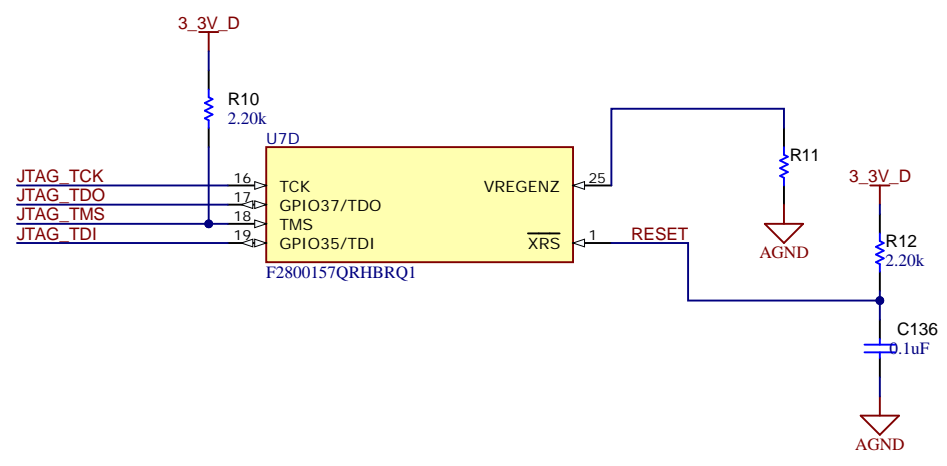 3_3V_D
R10
2.20k
U7D
JTAG_TCK
16
TCK
VREGENZ
25
R11
JTAG_TDO
17
GPIO37/TDO
JTAG_TMS
18
TMS
JTAG_TDI
19
GPIO35/TDI
XRS
1
RESET
F2800157QRHBRQ1
AGND
3_3V_D
R12
2.20k
C136
0.1uF
AGND